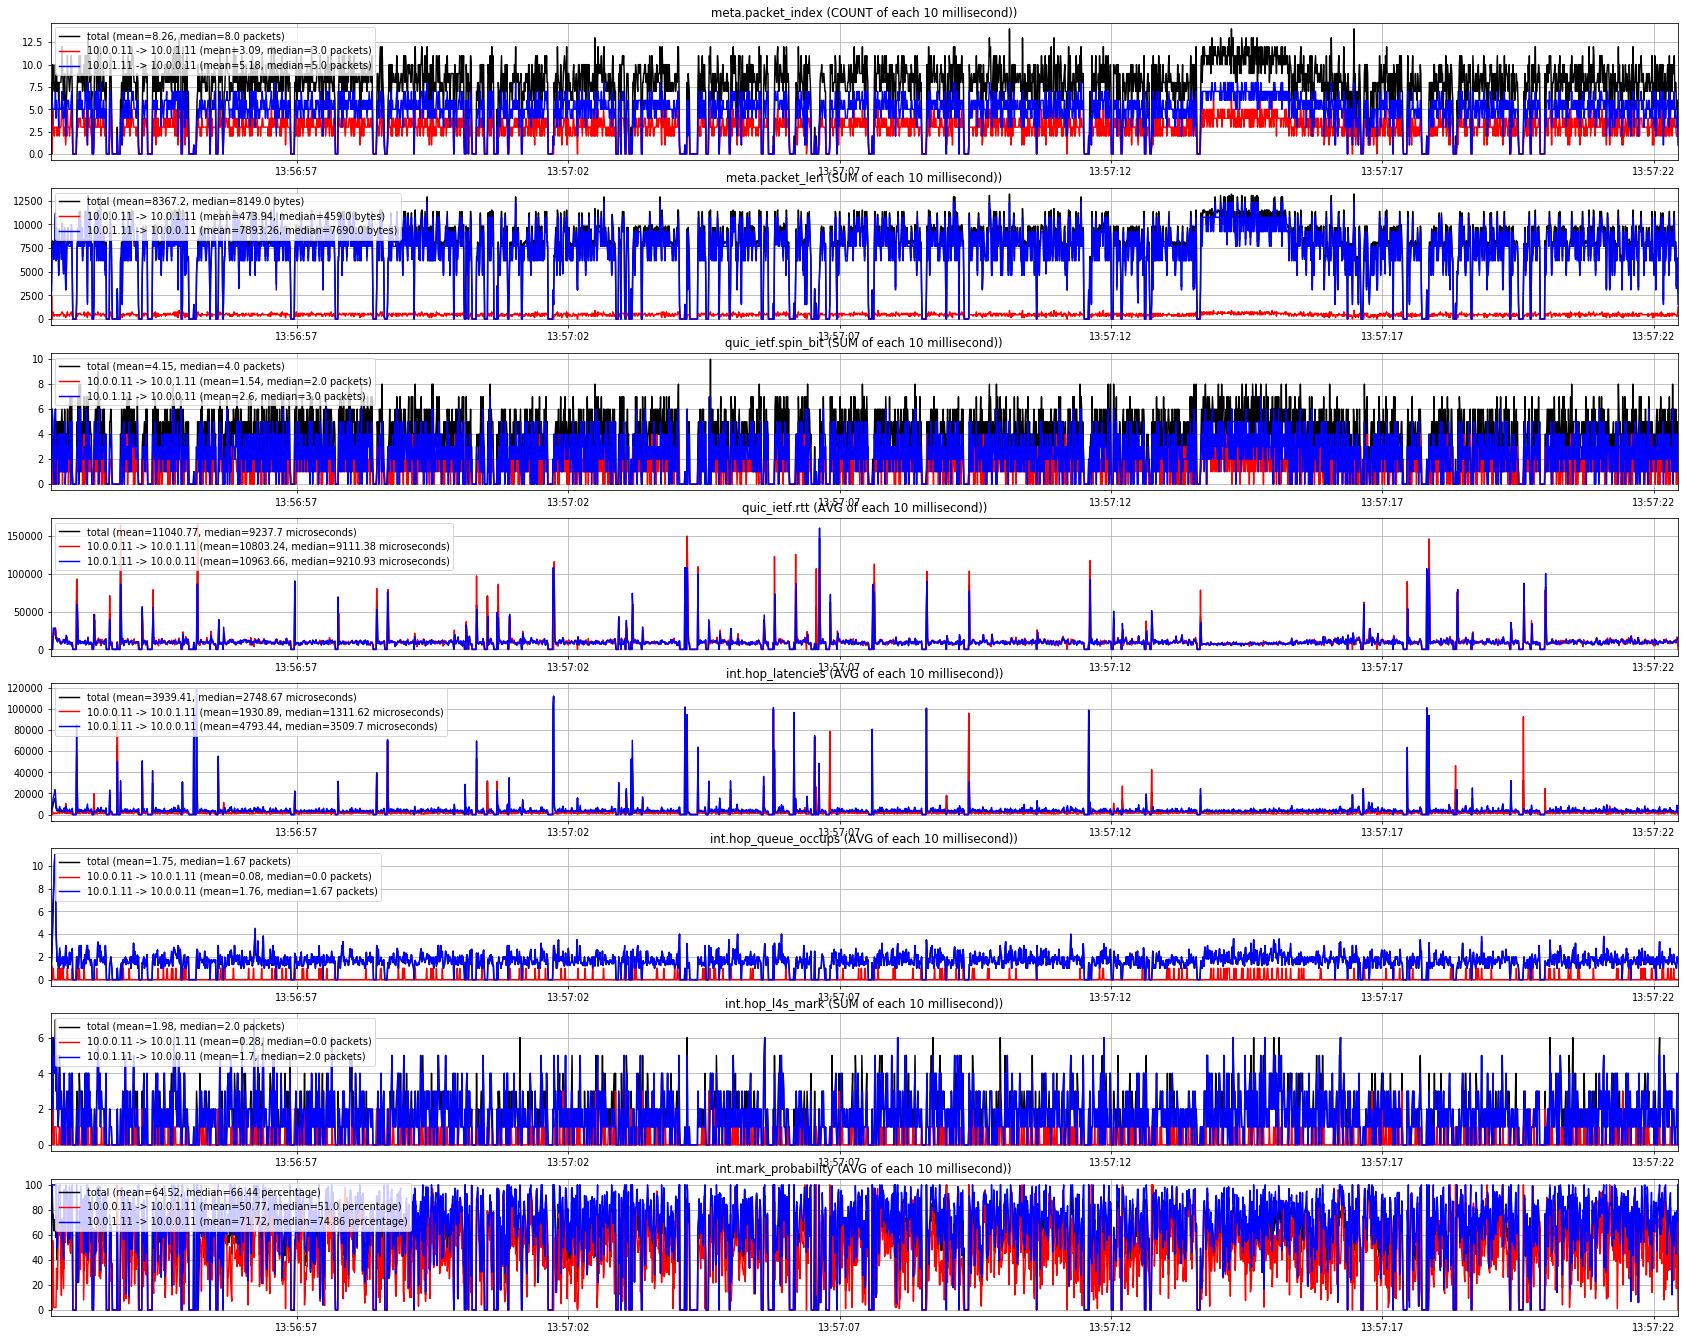 meta.packet_index (COUNT of each 10 millisecond))
total (mean=8.26, median=8.0 packets)
10.0.0.11 -> 10.0.1.11 (mean=3.09, median=3.0 packets)
10.0.1.11 -> 10.0.0.11 (mean=5.18, median=5.0 packets)
12.5
10.0
7.5
5.0
2.5
0.0
13:56:57 13:57:02 13:57:07 13:57:12 13:57:17 13:57:22
meta.packet_len (SUM of each 10 millisecond))
total (mean=8367.2, median=8149.0 bytes)
10.0.0.11 -> 10.0.1.11 (mean=473.94, median=459.0 bytes)
10.0.1.11 -> 10.0.0.11 (mean=7893.26, median=7690.0 bytes)
12500
10000
7500
5000
2500
0
13:56:57 13:57:02 13:57:07 13:57:12 13:57:17 13:57:22
quic_ietf.spin_bit (SUM of each 10 millisecond))
total (mean=4.15, median=4.0 packets)
10.0.0.11 -> 10.0.1.11 (mean=1.54, median=2.0 packets)
10.0.1.11 -> 10.0.0.11 (mean=2.6, median=3.0 packets)
10
8
6
4
2
0
13:56:57 13:57:02 13:57:07 13:57:12 13:57:17 13:57:22
quic_ietf.rtt (AVG of each 10 millisecond))
total (mean=11040.77, median=9237.7 microseconds)
10.0.0.11 -> 10.0.1.11 (mean=10803.24, median=9111.38 microseconds)
10.0.1.11 -> 10.0.0.11 (mean=10963.66, median=9210.93 microseconds)
150000
100000
50000
0
13:56:57 13:57:02 13:57:07 13:57:12 13:57:17 13:57:22
int.hop_latencies (AVG of each 10 millisecond))
total (mean=3939.41, median=2748.67 microseconds)
10.0.0.11 -> 10.0.1.11 (mean=1930.89, median=1311.62 microseconds)
10.0.1.11 -> 10.0.0.11 (mean=4793.44, median=3509.7 microseconds)
120000
100000
80000
60000
40000
20000
0
13:56:57 13:57:02 13:57:07 13:57:12 13:57:17 13:57:22
int.hop_queue_occups (AVG of each 10 millisecond))
total (mean=1.75, median=1.67 packets)
10.0.0.11 -> 10.0.1.11 (mean=0.08, median=0.0 packets)
10.0.1.11 -> 10.0.0.11 (mean=1.76, median=1.67 packets)
10
8
6
4
2
0
13:56:57 13:57:02 13:57:07 13:57:12 13:57:17 13:57:22
int.hop_l4s_mark (SUM of each 10 millisecond))
total (mean=1.98, median=2.0 packets)
10.0.0.11 -> 10.0.1.11 (mean=0.28, median=0.0 packets)
10.0.1.11 -> 10.0.0.11 (mean=1.7, median=2.0 packets)
6
4
2
0
13:56:57 13:57:02 13:57:07 13:57:12 13:57:17 13:57:22
int.mark_probability (AVG of each 10 millisecond))
total (mean=64.52, median=66.44 percentage)
10.0.0.11 -> 10.0.1.11 (mean=50.77, median=51.0 percentage)
10.0.1.11 -> 10.0.0.11 (mean=71.72, median=74.86 percentage)
100
80
60
40
20
0
13:56:57 13:57:02 13:57:07 13:57:12 13:57:17 13:57:22